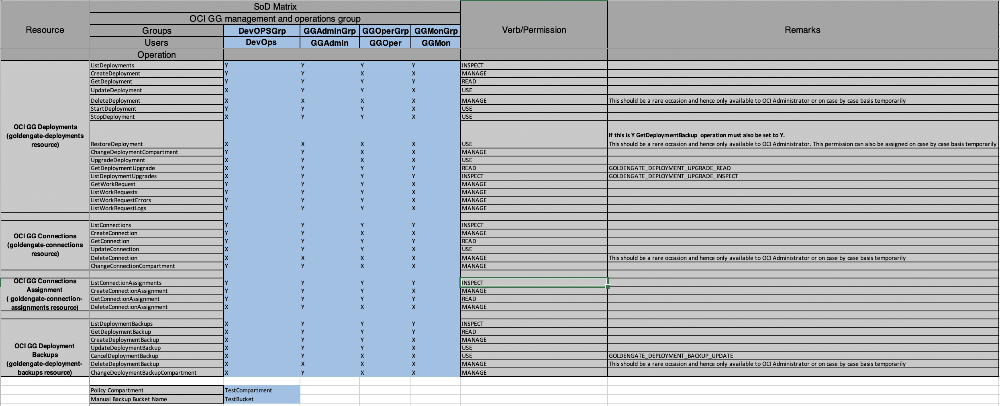 Resource
SoD Matrix
OCI GG management and operations group
Groups DevOPSGrp GGAdminGrp GGOperGrp GGMonGrp
Users DevOps GGAdmin GGOper GGMon
Operation
Verb/Permission
Remarks
OCI GG Deployments
(goldengate-deployments
resource)
ListDeployments Y Y Y Y INSPECT
CreateDeployment Y Y X X MANAGE
GetDeployment Y Y Y Y READ
UpdateDeployment X Y Y X USE
DeleteDeployment X X X X MANAGE This should be a rare occasion and hence only available to OCI Administrator or on case by case basis temporarily
StartDeployment Y Y Y X USE
StopDeployment X Y Y X USE
If this is Y GetDeploymentBackup operation must also be set to Y.
RestoreDeployment X X X X USE This should be a rare occasion and hence only available to OCI Administrator. This permission can also be assigned on case by case basis temporarily
ChangeDeploymentCompartment Y Y X X MANAGE
UpgradeDeployment X Y X X USE
GetDeploymentUpgrade X Y Y Y READ GOLDENGATE_DEPLOYMENT_UPGRADE_READ
ListDeploymentUpgrades X Y Y Y INSPECT GOLDENGATE_DEPLOYMENT_UPGRADE_INSPECT
GetWorkRequest Y Y Y X MANAGE
ListWorkRequests Y Y Y X MANAGE
ListWorkRequestErrors Y Y Y X MANAGE
ListWorkRequestLogs Y Y Y X MANAGE
OCI GG Connections
(goldengate-connections
resource)
ListConnections Y Y Y Y INSPECT
CreateConnection Y Y X X MANAGE
GetConnection Y Y Y Y READ
UpdateConnection X Y Y X USE
DeleteConnection X X X X MANAGE This should be a rare occasion and hence only available to OCI Administrator or on case by case basis temporarily
ChangeConnectionCompartment Y Y X X MANAGE
OCI GG Connections
Assignment
( goldengate-connection-
assignments resource)
ListConnectionAssignments Y Y Y Y INSPECT
CreateConnectionAssignment Y Y Y X MANAGE
GetConnectionAssignment Y Y Y Y READ
DeleteConnectionAssignment X Y X X MANAGE
OCI GG Deployment
Backups
(goldengate-deployment-
backups resource)
ListDeploymentBackups X Y Y Y INSPECT
GetDeploymentBackup X Y Y Y READ
CreateDeploymentBackup X Y Y X MANAGE
UpdateDeploymentBackup X Y Y X USE
CancelDeploymentBackup X Y X X USE GOLDENGATE_DEPLOYMENT_BACKUP_UPDATE
DeleteDeploymentBackup X X X X MANAGE This should be a rare occasion and hence only available to OCI Administrator or on case by case basis temporarily
ChangeDeploymentBackupCompartment X Y X X MANAGE
Policy Compartment TestCompartment
Manual Backup Bucket Name TestBucket